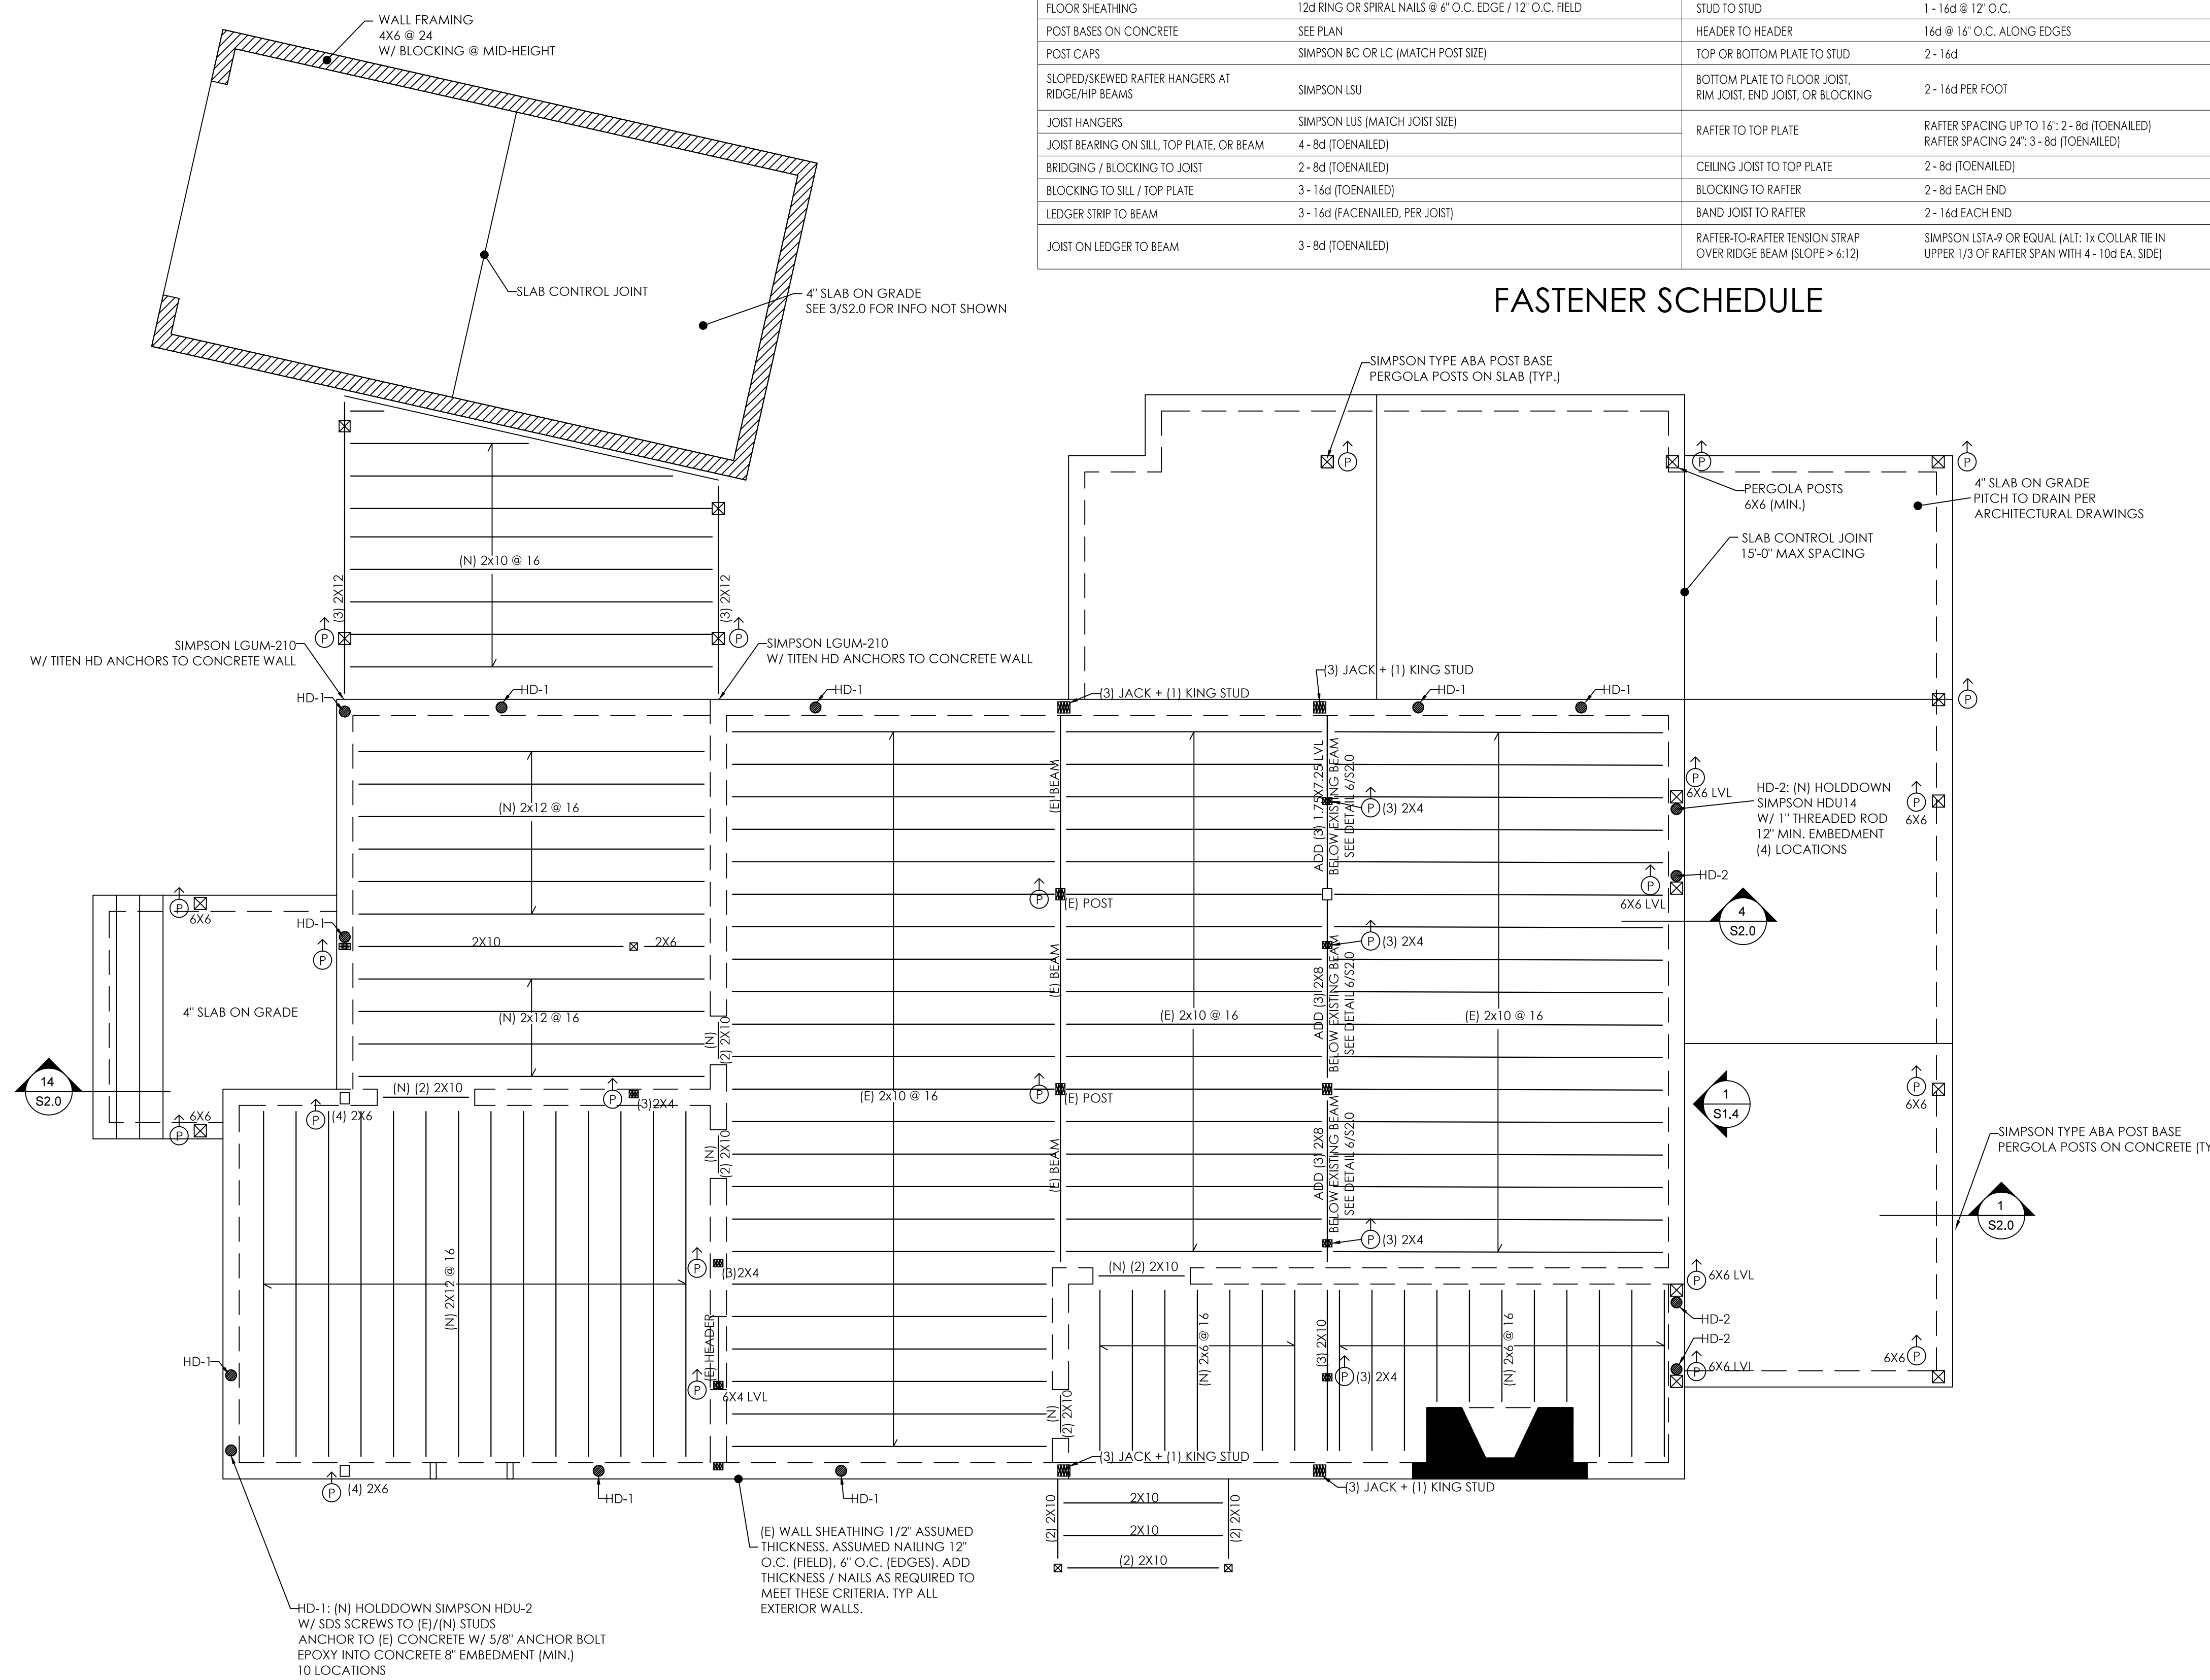 WALL FRAMING
4X6 @ 24
W/ BLOCKING @ MID-HEIGHT
SLAB CONTROL JOINT
4" SLAB ON GRADE
SEE 3/S2.0 FOR INFO NOT SHOWN
FLOOR SHEATHING 12d RING OR SPIRAL NAILS @ 6" O.C. EDGE / 12" O.C. FIELD
POST BASES ON CONCRETE SEE PLAN
POST CAPS SIMPSON BC OR LC (MATCH POST SIZE)
SLOPED/SKEWED RAFTER HANGERS AT
RIDGE/HIP BEAMS SIMPSON LSU
JOIST HANGERS SIMPSON LUS (MATCH JOIST SIZE)
JOIST BEARING ON SILL, TOP PLATE, OR BEAM 4 - 8d (TOENAILED)
BRIDGING / BLOCKING TO JOIST 2 - 8d (TOENAILED)
BLOCKING TO SILL / TOP PLATE 3 - 16d (TOENAILED)
LEDGER STRIP TO BEAM 3 - 16d (FACENAILED, PER JOIST)
JOIST ON LEDGER TO BEAM 3 - 8d (TOENAILED)
STUD TO STUD 1 - 16d @ 12" O.C.
HEADER TO HEADER 16d @ 16" O.C. ALONG EDGES
TOP OR BOTTOM PLATE TO STUD 2 - 16d
BOTTOM PLATE TO FLOOR JOIST,
RIM JOIST, END JOIST, OR BLOCKING 2 - 16d PER FOOT
RAFTER TO TOP PLATE RAFTER SPACING UP TO 16": 2 - 8d (TOENAILED)
RAFTER SPACING 24": 3 - 8d (TOENAILED)
CEILING JOIST TO TOP PLATE 2 - 8d (TOENAILED)
BLOCKING TO RAFTER 2 - 8d EACH END
BAND JOIST TO RAFTER 2 - 16d EACH END
RAFTER-TO-RAFTER TENSION STRAP SIMPSON LSTA-9 OR EQUAL (ALT: 1x COLLAR TIE IN
OVER RIDGE BEAM (SLOPE > 6:12) UPPER 1/3 OF RAFTER SPAN WITH 4 - 10d EA. SIDE)
FASTENER SCHEDULE
SIMPSON TYPE ABA POST BASE
PERGOLA POSTS ON SLAB (TYP.)
P
P
P
PERGOLA POSTS
6X6 (MIN.)
4" SLAB ON GRADE
PITCH TO DRAIN PER
ARCHITECTURAL DRAWINGS
SLAB CONTROL JOINT
15'-0" MAX SPACING
(N) 2x10 @ 16
(3) 2X12
(3) 2X12
P
P
SIMPSON LGUM-210
W/ TITEN HD ANCHORS TO CONCRETE WALL
SIMPSON LGUM-210
W/ TITEN HD ANCHORS TO CONCRETE WALL
HD-1
HD-1
HD-1
(3) JACK + (1) KING STUD
(3) JACK + (1) KING STUD
HD-1
HD-1
P
(N) 2x12 @ 16
(E) BEAM
ADD (3) 1.75X7.25 LVL
BELOW EXISTING BEAM
SEE DETAIL 6/S2.0
P
(3) 2X4
P
6X6 LVL
HD-2: (N) HOLDDOWN
SIMPSON HDU14
W/ 1" THREADED ROD
12" MIN. EMBEDMENT
(4) LOCATIONS
P
6X6
HD-2
P
6X6 LVL
4
S2.0
P
6X6
HD-1
P
2X10
2X6
P
(E) POST
(E) BEAM
P
(3) 2X4
ADD (3) 2X8
BELOW EXISTING BEAM
SEE DETAIL 6/S2.0
4" SLAB ON GRADE
(N) 2x12 @ 16
(E) 2x10 @ 16
(E) 2x10 @ 16
(N)
(2) 2X10
14
S2.0
P
6X6
(N) (2) 2X10
P
(4) 2X6
P
(3)2X4
(E) 2x10 @ 16
P
(E) POST
1
S1.4
P
6X6
SIMPSON TYPE ABA POST BASE
PERGOLA POSTS ON CONCRETE (TY
(N)
(2) 2X10
(E) BEAM
ADD (3) 2X8
BELOW EXISTING BEAM
SEE DETAIL 6/S2.0
1
S2.0
P
(3) 2X4
P
(3)2X4
(N) (2) 2X10
P
6X6 LVL
HD-2
HD-2
P
6X6 LVL
6X6
P
(N) 2X12 @ 16
(E) HEADER
P
6X4 LVL
(N) 2x6 @ 16
(3) 2X10
P
(3) 2X4
(N) 2x6 @ 16
HD-1
(N)
(2) 2X10
P
(4) 2X6
HD-1
HD-1
(3) JACK + (1) KING STUD
(3) JACK + (1) KING STUD
(2) 2X10
2X10
2X10
(2) 2X10
(2) 2X10
(E) WALL SHEATHING 1/2" ASSUMED
THICKNESS. ASSUMED NAILING 12"
O.C. (FIELD), 6" O.C. (EDGES). ADD
THICKNESS / NAILS AS REQUIRED TO
MEET THESE CRITERIA. TYP ALL
EXTERIOR WALLS.
HD-1: (N) HOLDDOWN SIMPSON HDU-2
W/ SDS SCREWS TO (E)/(N) STUDS
ANCHOR TO (E) CONCRETE W/ 5/8" ANCHOR BOLT
EPOXY INTO CONCRETE 8" EMBEDMENT (MIN.)
10 LOCATIONS